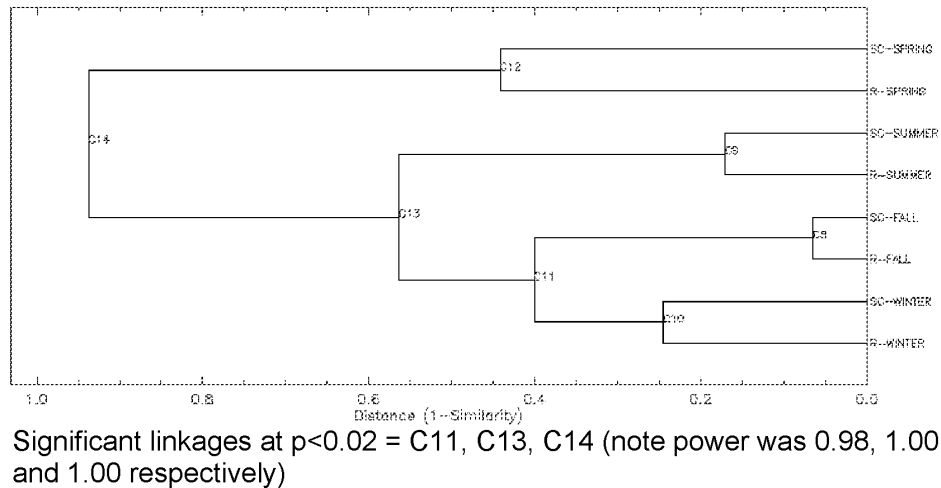 SC-SPRING
C12
R-SPRING
C14
SC-SUMMER
R-SUMMER
C13
SC-FALL
R-FALL
C11
SC-WINTER
C10
R-WINTER
1.0 0.8 0.6 0.4 0.2 0.0
Distance (1-Similarity)
Significant linkages at p<0.02 = C11, C13, C14 (note power was 0.98, 1.00
and 1.00 respectively)